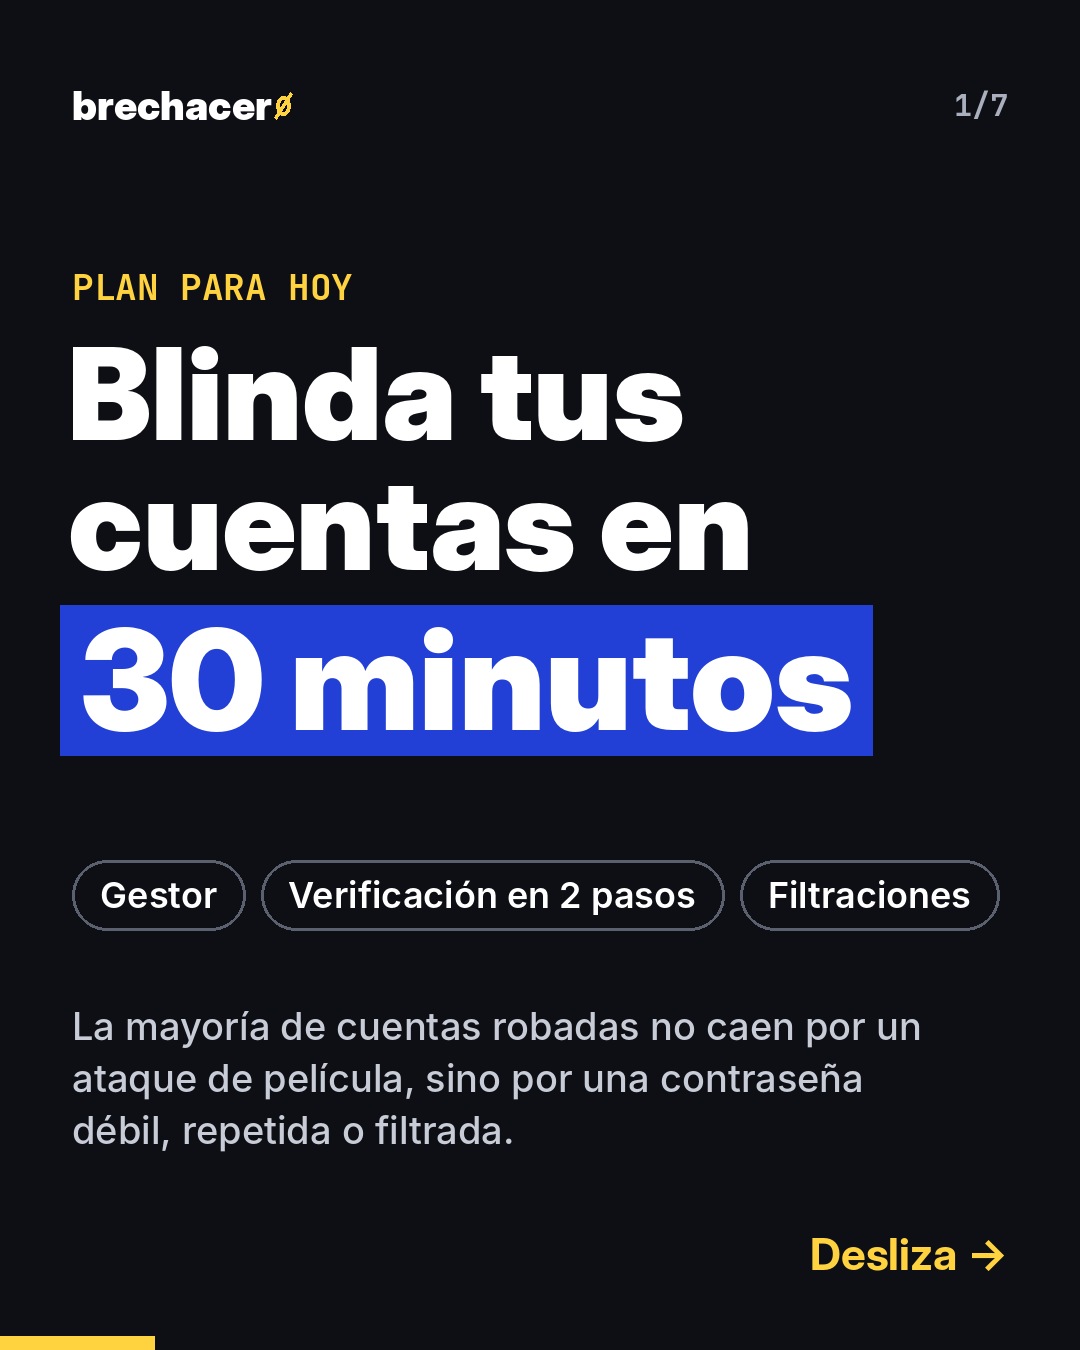 brechacerø
1/7
PLAN PARA HOY
Blinda tus
cuentas en
30 minutos
Gestor
Verificación en 2 pasos
Filtraciones
La mayoría de cuentas robadas no caen por un
ataque de película, sino por una contraseña
débil, repetida o filtrada.
Desliza →